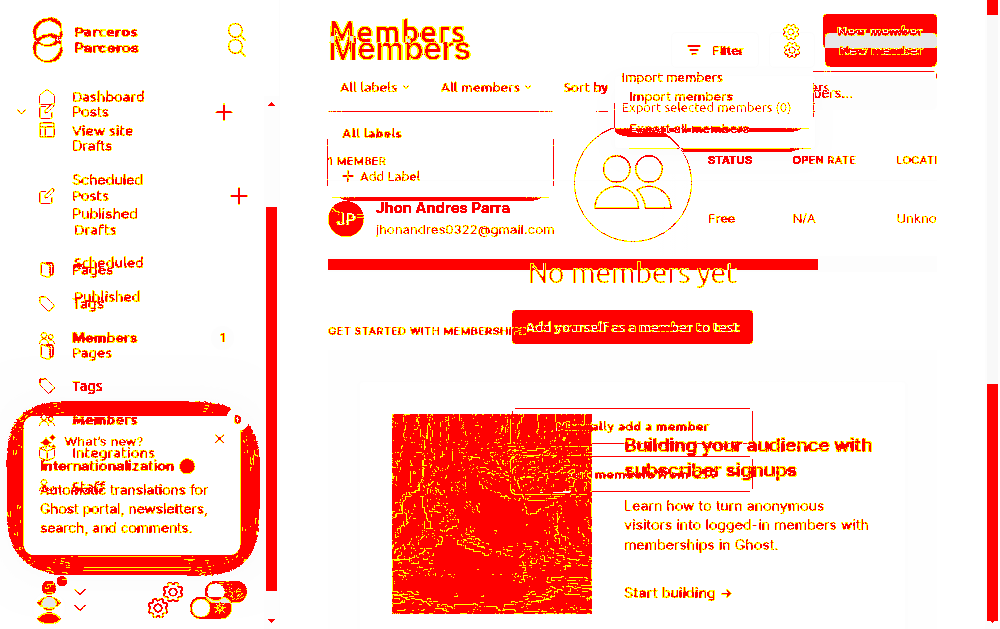 Parceros
Parceros
Dashboard
Posts
View site
Drafts
Scheduled
Posts
Published
Drafts
Scheduled
Pages
Published
Tags
Members 1
Pages
Tags
Members 0
What's new?
Integrations
Internationalization
Staff
Automatic translations for
Ghost portal, newsletters,
search, and comments.
Members
Members
Filter
New member
New member
All labels
All members
Sort by
Import members
Import members
Export selected members (0)
Export all members
All Labels
1 MEMBER
Add Label
STATUS OPEN RATE LOCATI
JP
Jhon Andres Parra
jhonandres0322@gmail.com
Free N/A Unkno
No members yet
GET STARTED WITH MEMBERSHIP
Add yourself as a member to test
add a member
Building your audience with
subscriber signups
Learn how to turn anonymous
visitors into logged-in members with
memberships in Ghost.
Start building →